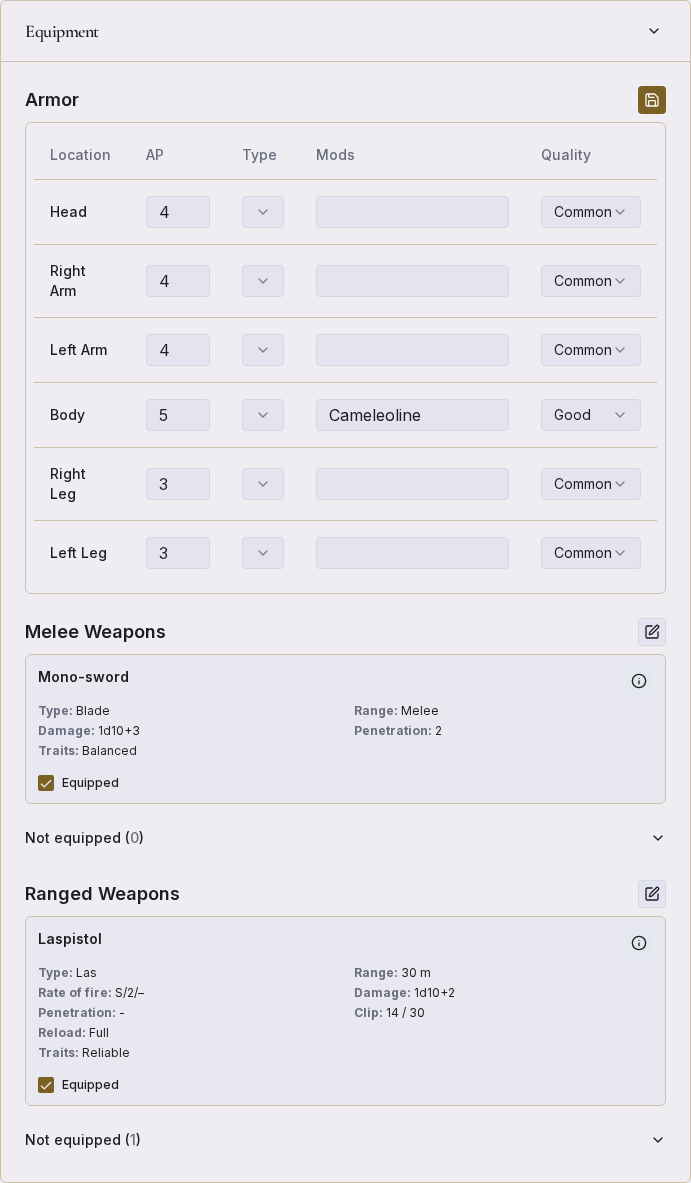 Equipment
Armor
Location AP Type Mods Quality
Head 4 Common
Right
Arm 4 Common
Left Arm 4 Common
Body 5 Cameleoline Good
Right
Leg 3 Common
Left Leg 3 Common
Melee Weapons
Mono-sword
Type: Blade Range: Melee
Damage: 1d10+3 Penetration: 2
Traits: Balanced
Equipped
Not equipped (0)
Ranged Weapons
Laspistol
Type: Las Range: 30 m
Rate of fire: S/2/– Damage: 1d10+2
Penetration: - Clip: 14 / 30
Reload: Full
Traits: Reliable
Equipped
Not equipped (1)